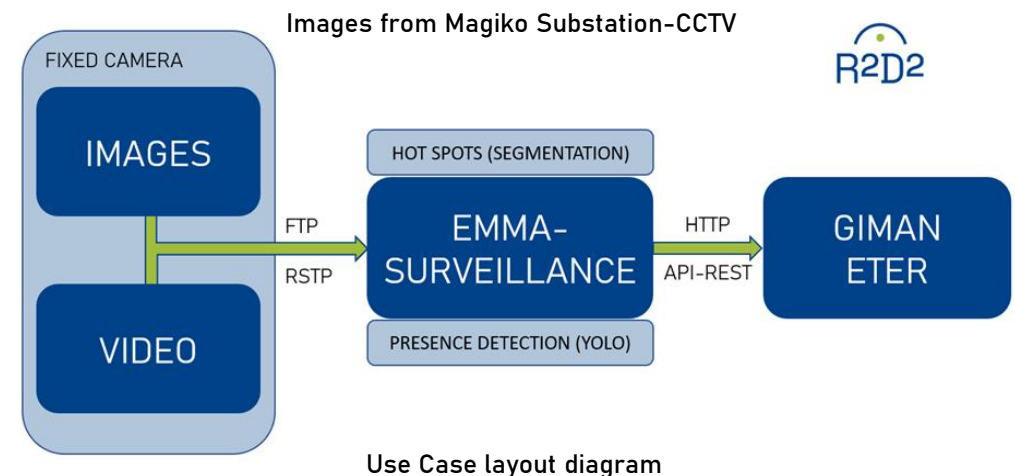 Images from Magiko Substation-CCTV
R2D2
FIXED CAMERA
IMAGES
VIDEO
FTP
RSTP
HOT SPOTS (SEGMENTATION)
EMMA-
SURVEILLANCE
PRESENCE DETECTION (YOLO)
HTTP
API-REST
GIMAN
ETER
Use Case layout diagram